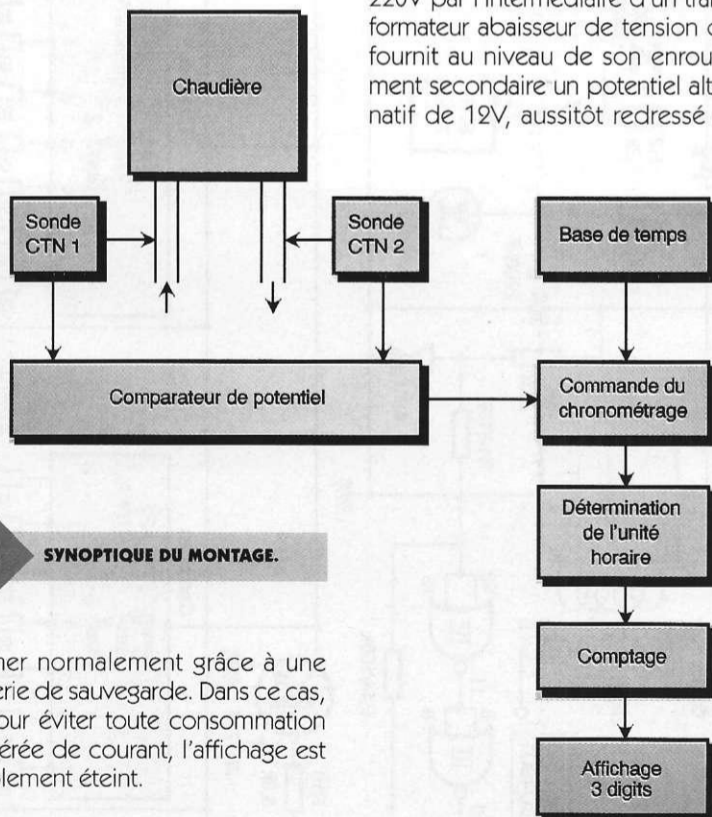 220V par l'intermédiaire d'un tran
formateur abaisseur de tension
fournit au niveau de son enrou
ment secondaire un potentiel alt
natif de 12V, aussitôt redressé
Chaudière
Sonde
CTN 1
Sonde
CTN 2
Base de temps
Comparateur de potentiel
Commande du
chronométrage
Détermination
de l'unité
horaire
SYNOPTIQUE DU MONTAGE.
Comptage
ner normalement grâce à une
erie de sauvegarde. Dans ce cas,
our éviter toute consommation
érée de courant, l'affichage est
plement éteint.
Affichage
3 digits